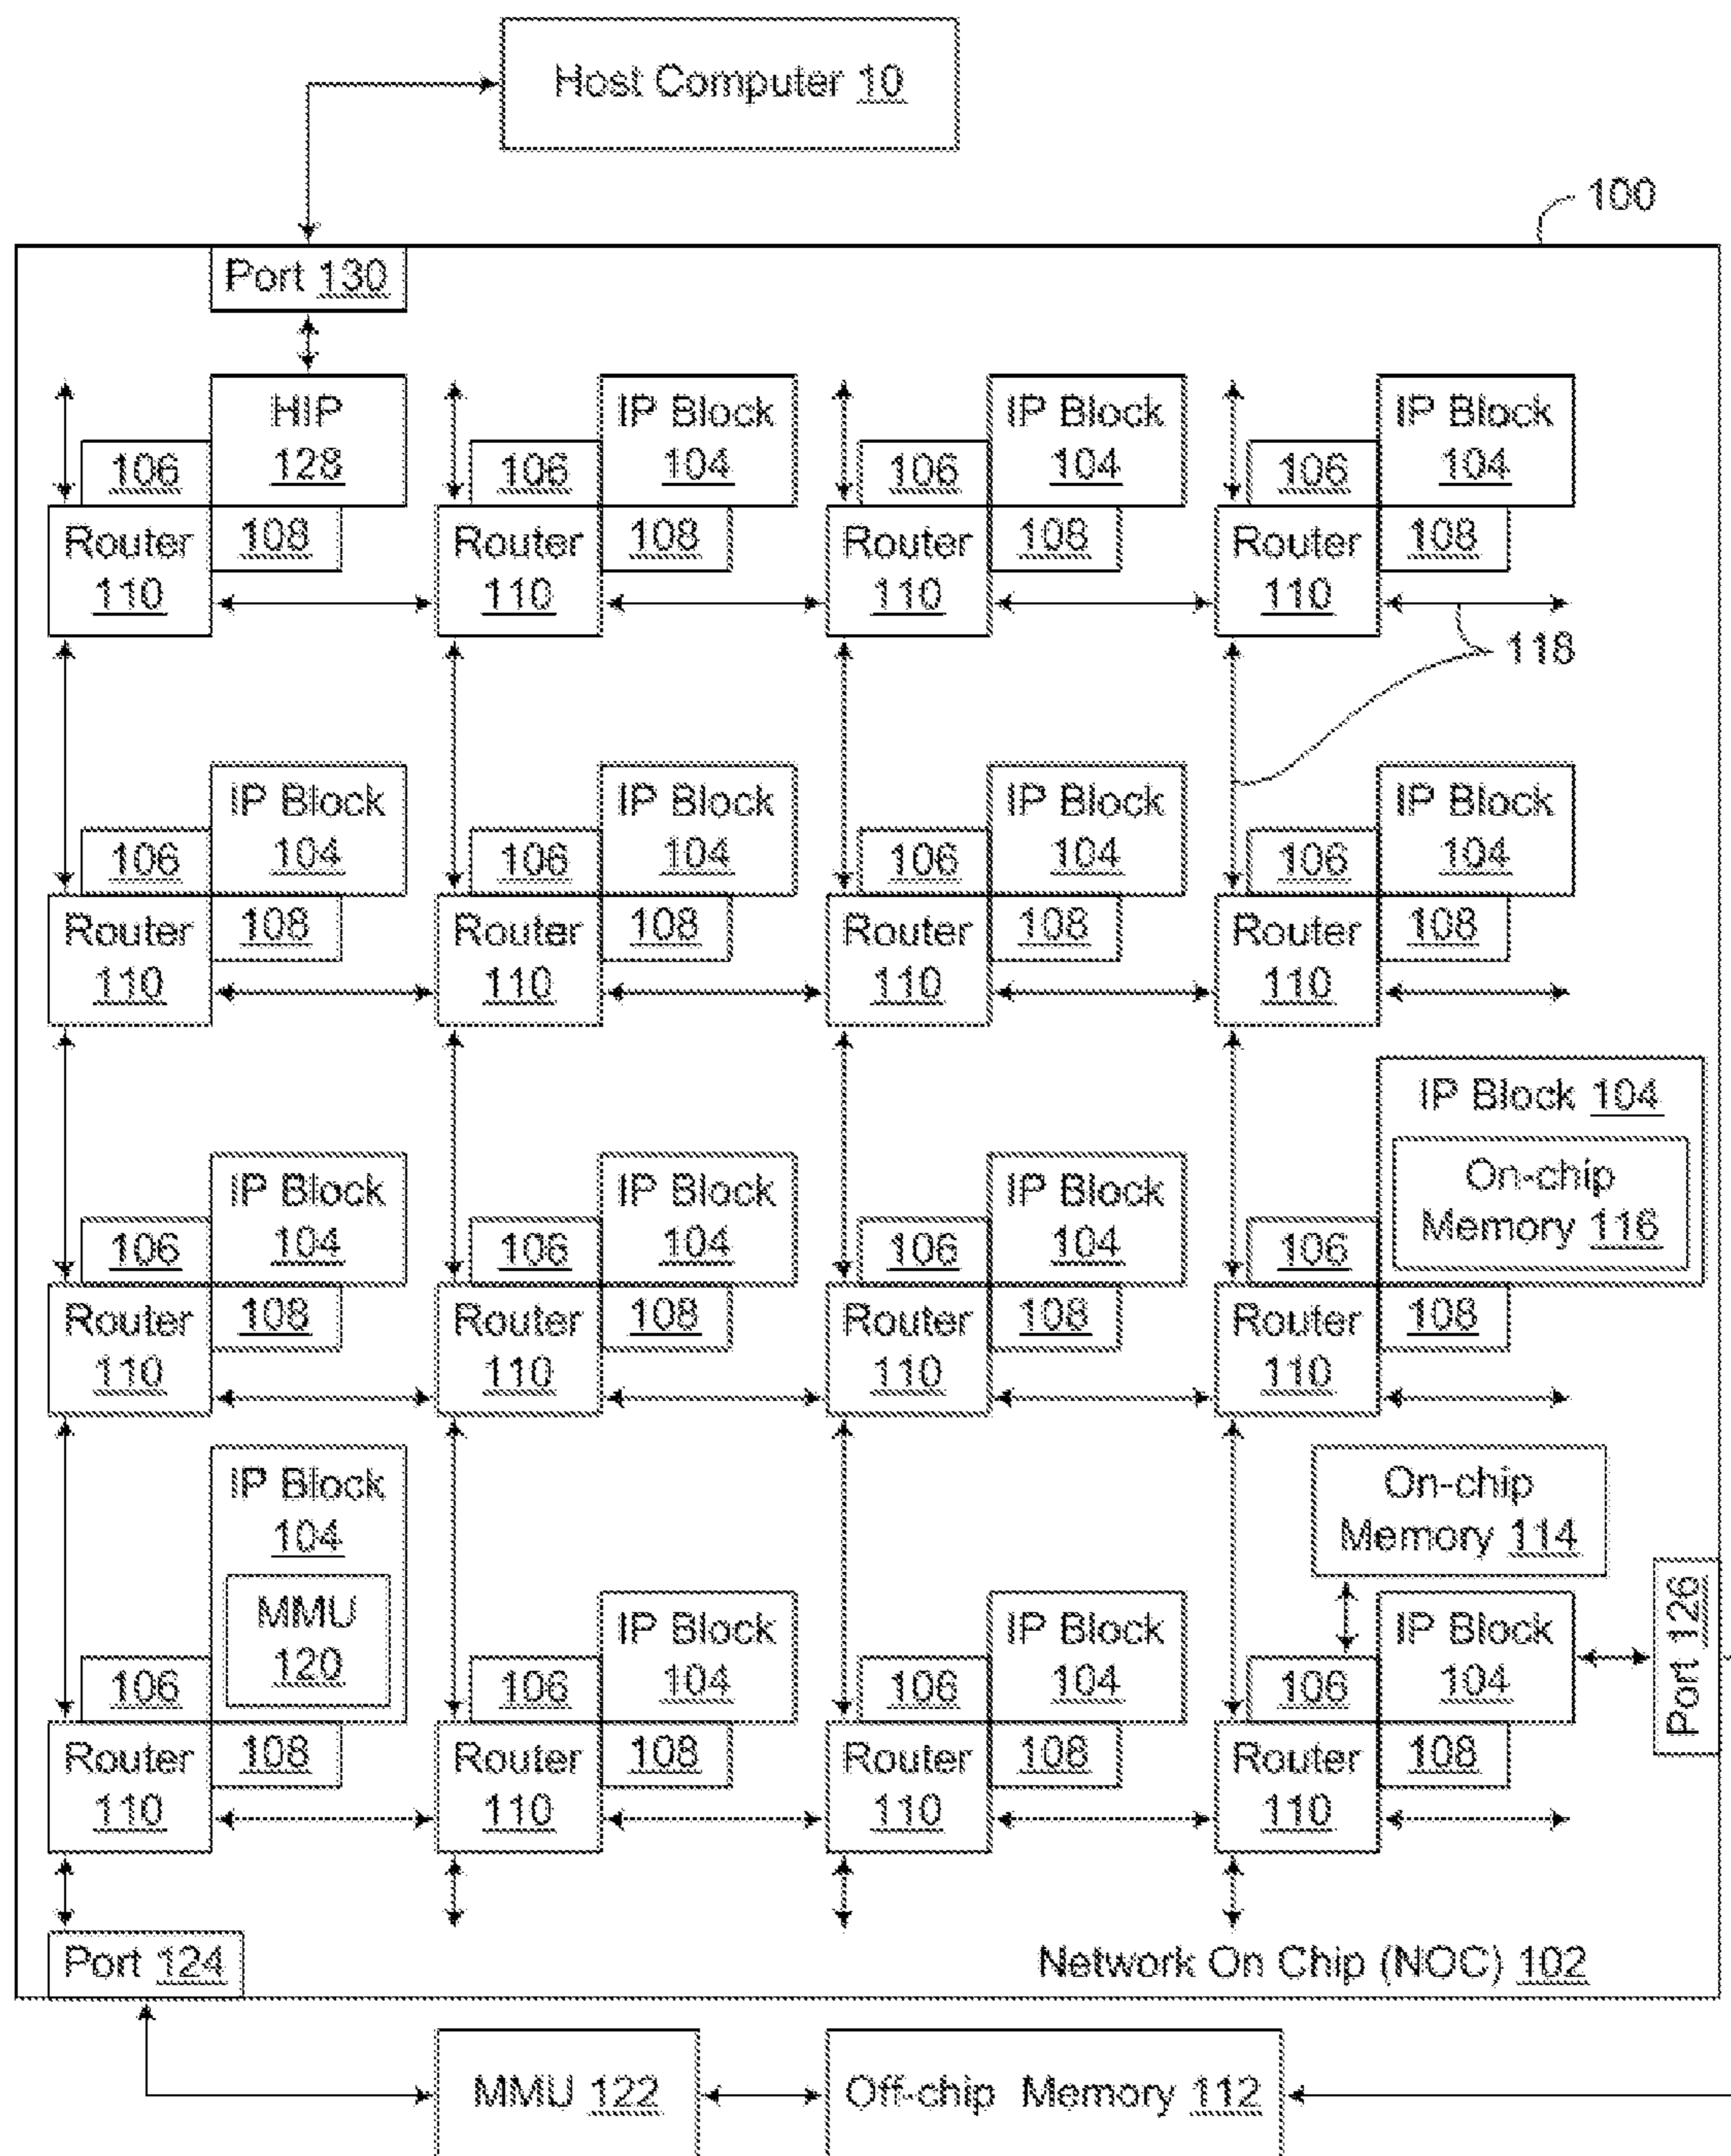 Host Computer 10
100
Port 130
HIP
128
106
Router
110
108
IP Block
104
106
Router
110
108
IP Block
104
106
Router
110
108
IP Block
104
106
Router
110
108
118
IP Block
104
106
Router
110
108
IP Block
104
106
Router
110
108
IP Block
104
106
Router
110
108
IP Block
104
106
Router
110
108
IP Block
104
106
Router
110
108
IP Block
104
106
Router
110
108
IP Block
104
106
Router
110
108
IP Block 104
On-chip
Memory 116
106
Router
110
108
IP Block
104
MMU
120
106
Router
110
108
IP Block
104
106
Router
110
108
IP Block
104
106
Router
110
108
On-chip
Memory 114
IP Block
104
106
Router
110
108
Port 126
Port 124
Network On Chip (NOC) 102
MMU 122
Off-chip Memory 112